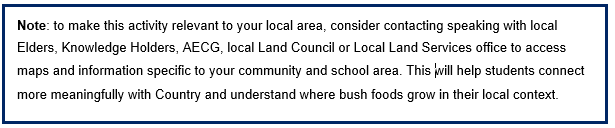 Note: to make this activity relevant to your local area, consider contacting speaking with local
Elders, Knowledge Holders, AECG, local Land Council or Local Land Services office to access
maps and information specific to your community and school area. This will help students connect
more meaningfully with Country and understand where bush foods grow in their local context.